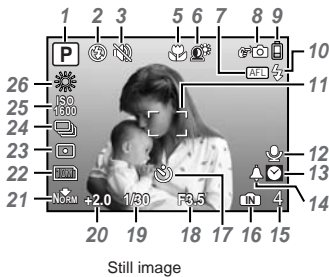 1 2 3 5 6 7 8 9
P AFL 10
26 11
25 ISO 1600
24
23 12
22 10M 13
21 NORM +2.0 1/30 F3.5 IN 4 14
20 19 18 17 16 15
Still image